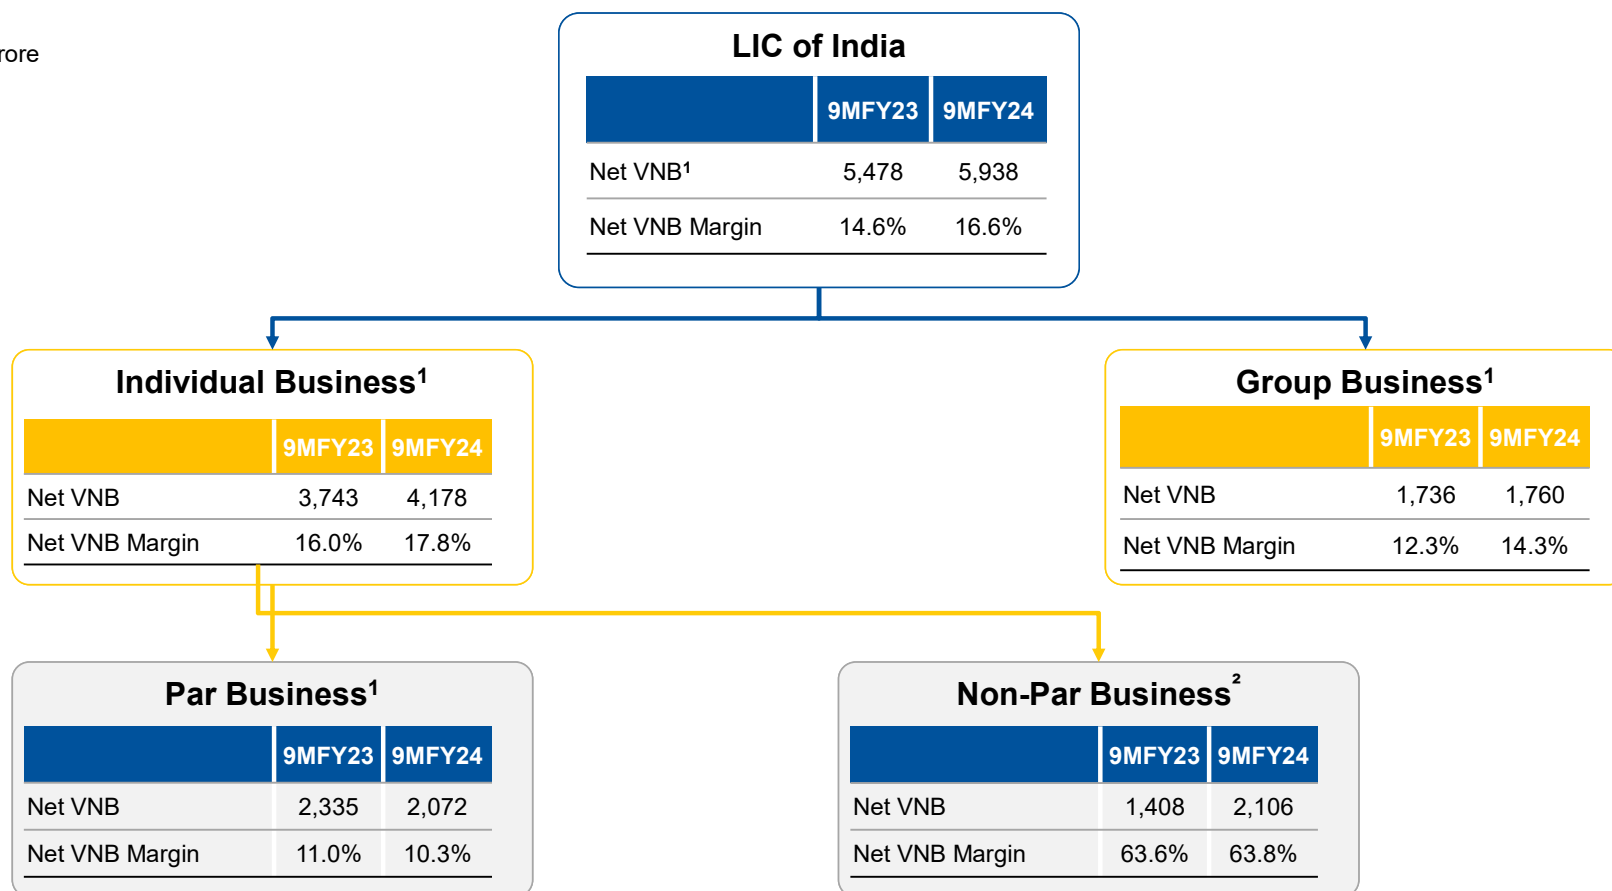 LIC of India
rore
9MFY23 9MFY24
Net VNB¹ 5,478 5,938
Net VNB Margin 14.6% 16.6%
Individual Business¹
9MFY23 9MFY24
Net VNB 3,743 4,178
Net VNB Margin 16.0% 17.8%
Group Business¹
9MFY23 9MFY24
Net VNB 1,736 1,760
Net VNB Margin 12.3% 14.3%
Par Business¹
9MFY23 9MFY24
Net VNB 2,335 2,072
Net VNB Margin 11.0% 10.3%
Non-Par Business²
9MFY23 9MFY24
Net VNB 1,408 2,106
Net VNB Margin 63.6% 63.8%